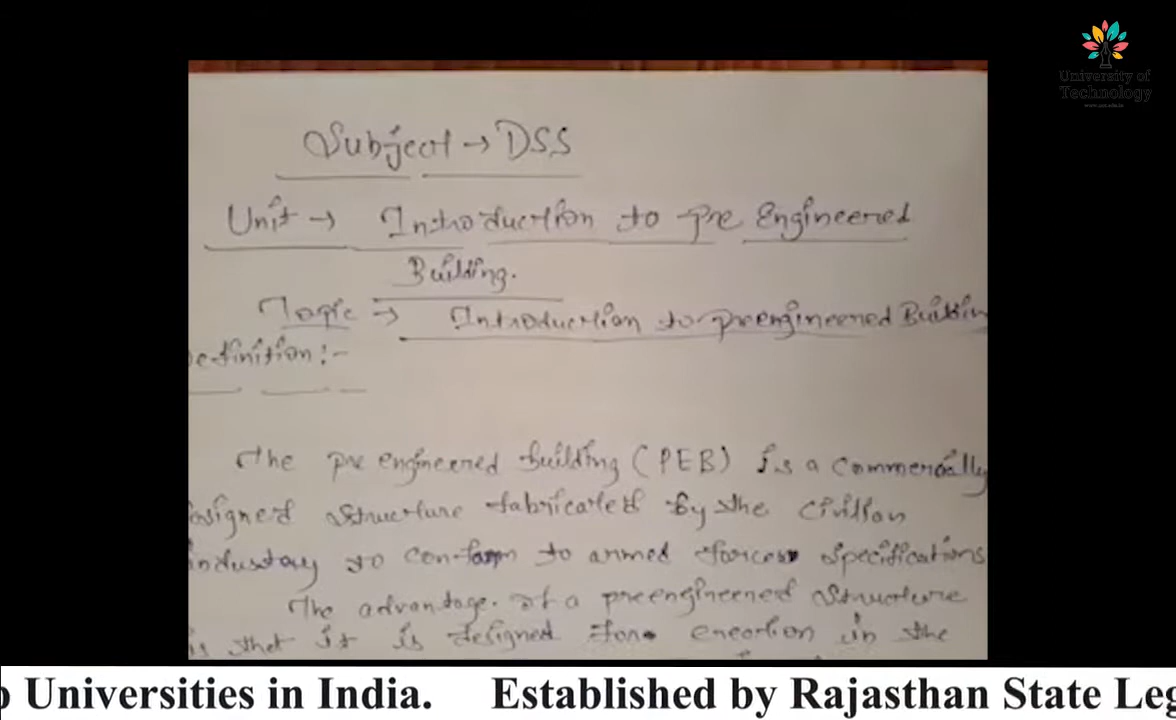 University of
Technology
Subject → DSS
Unit → Introduction to Pre Engineered
Building.
Topic → Introduction to preengineered Buildin
efinition :-
The pre engineered building (PEB) is a commercially
signed structure fabricated by the civilian
industry to conform to armed forces specifications
The advantage of a preengineered structure
is that it is designed for erection in the
o Universities in India. Established by Rajasthan State Leg